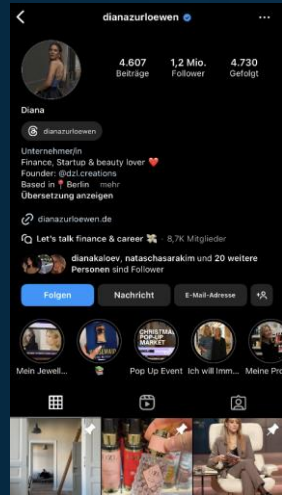 dianazurloewen
4.607
1,2 Mio.
4.730
Beiträge
Follower
Gefolgt
Diana
dianazurloewen
Unternehmer/in
Finance, Startup & beauty lover ❤️
Founder: @dzl.creations
Based in 📍 Berlin mehr
Übersetzung anzeigen
dianazurloewen.de
Let's talk finance & career 💸 · 8,7K Mitglieder
dianakaloev, nataschasarakim und 20 weitere
Personen sind Follower
Folgen
Nachricht
E-Mail-Adresse
CHRISTMAS
POP-UP
MARKET
Mein Jewell...
Pop Up Event
Ich will Imm...
Meine Pro